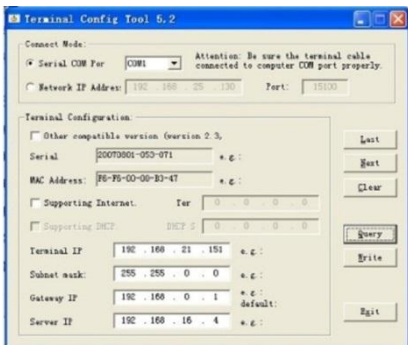 Terminal Config Tool 5.2
Connect Mode:
Serial COM Por COM1 Attention: Be sure the terminal cable
connected to computer COM port properly.
Network IP Addres: 192 . 168 . 25 . 130 Port: 15100
Terminal Configuration:
Other compatible version (version 2.3,
Serial 20070801-053-071 e.g.:
MAC Address: F6-F6-00-00-B3-47 e.g.:
Supporting Internet. Ter 0 . 0 . 0 . 0
Supporting DHCP. DHCP S 0 . 0 . 0 . 0
Terminal IP 192 . 168 . 21 . 151 e.g.:
Subnet mask: 255 . 255 . 0 . 0 e.g.:
Gateway IP 192 . 168 . 0 . 1 e.g.:
default:
Server IP 192 . 168 . 16 . 4 e.g.:
Last
Next
Clear
Query
Write
Exit